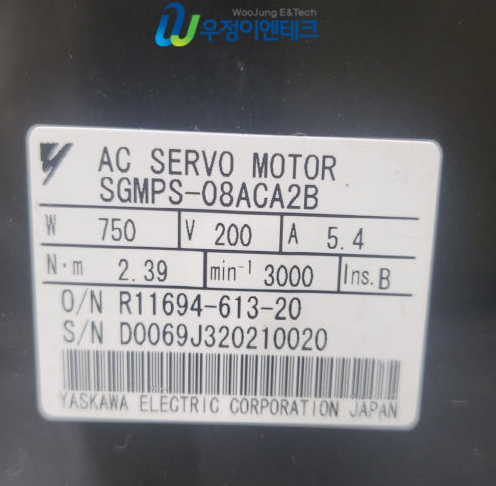 WooJung E&Tech
우정이엔테크
AC SERVO MOTOR
SGMPS-08ACA2B
W 750 V 200 A 5.4
N·m 2.39 min⁻¹ 3000 Ins.B
O/N R11694-613-20
S/N D0069J320210020
YASKAWA ELECTRIC CORPORATION JAPAN